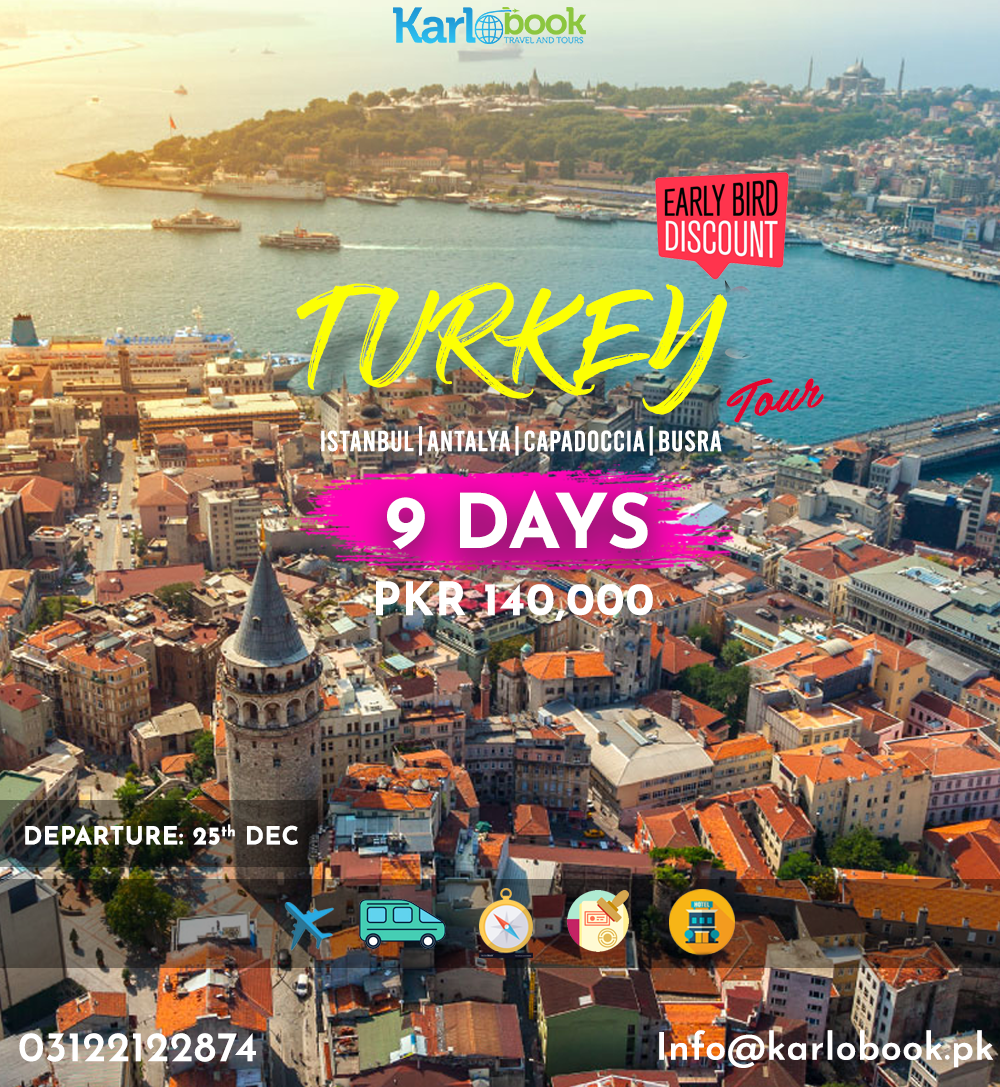 Karlobook
TRAVEL AND TOURS
EARLY BIRD
DISCOUNT
TURKEY
Tour
ISTANBUL|ANTALYA|CAPADOCCIA|BUSRA
9 DAYS
PKR 140,000
DEPARTURE: 25th DEC
HOTEL
03122122874
Info@karlobook.pk